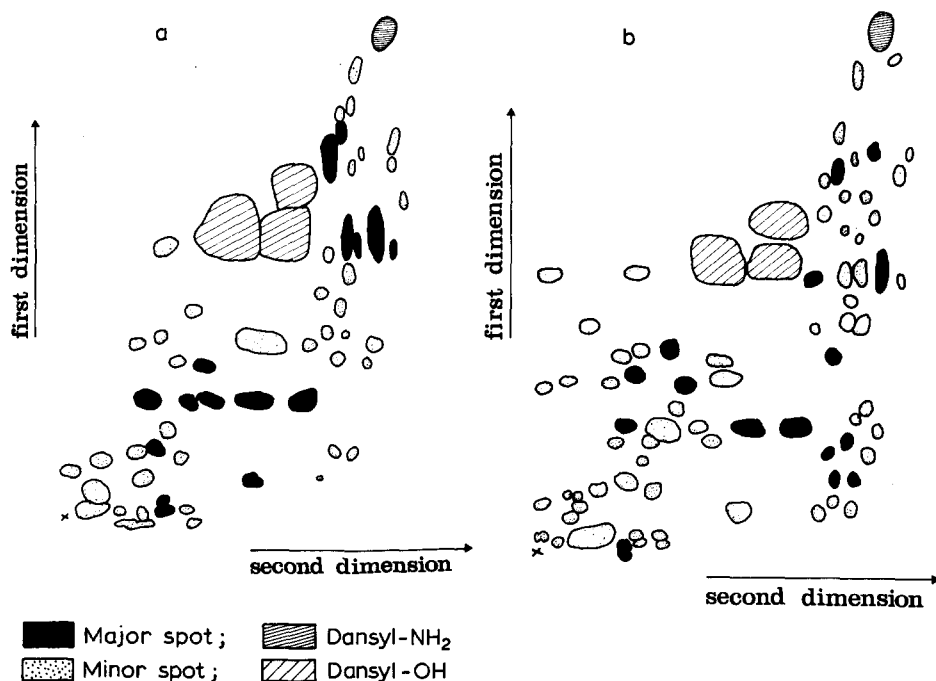 a
b
first dimension
first dimension
second dimension
second dimension
Major spot; Dansyl-NH₂
Minor spot; Dansyl-OH